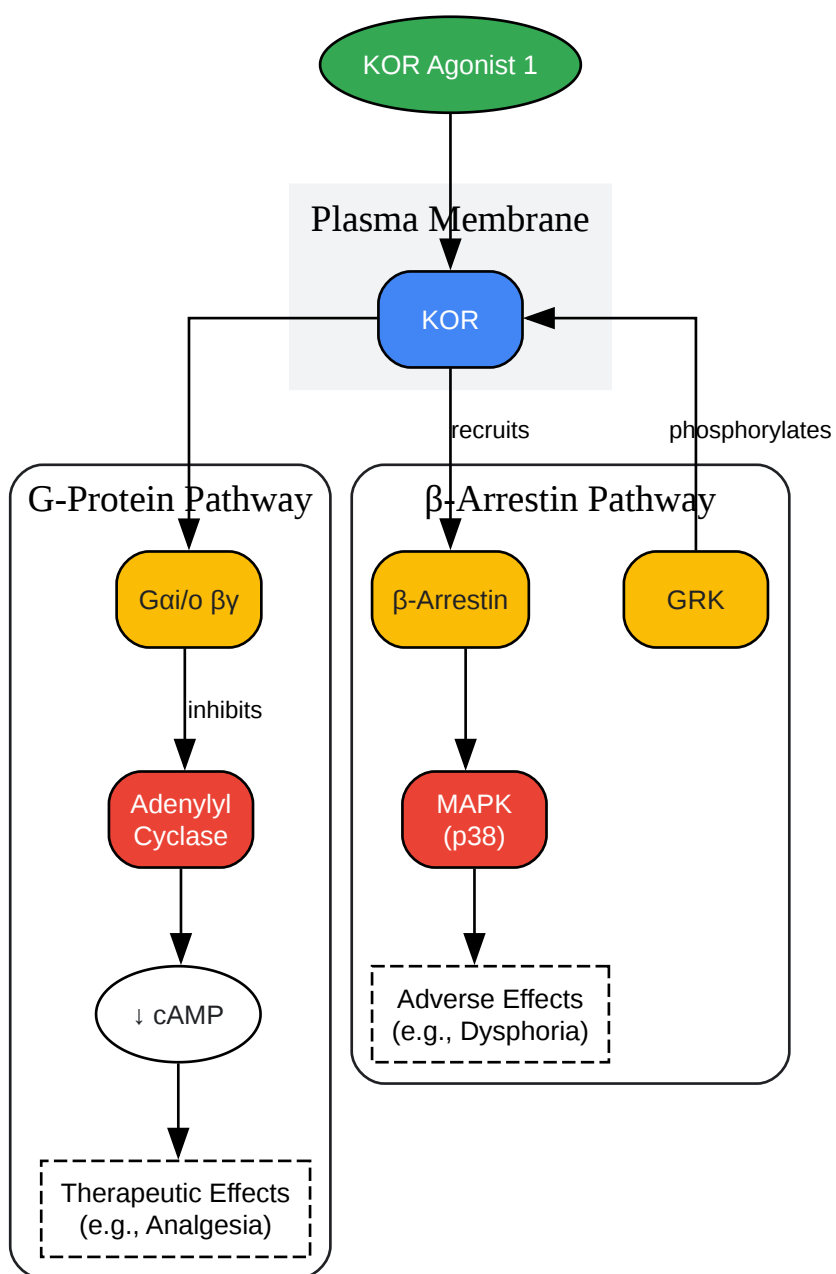 KOR Agonist 1
Plasma Membrane
KOR
recruits
phosphorylates
G-Protein Pathway
β-Arrestin Pathway
Gαi/o βγ
β-Arrestin
GRK
inhibits
Adenylyl
Cyclase
MAPK
(p38)
↓ cAMP
Adverse Effects
(e.g., Dysphoria)
Therapeutic Effects
(e.g., Analgesia)